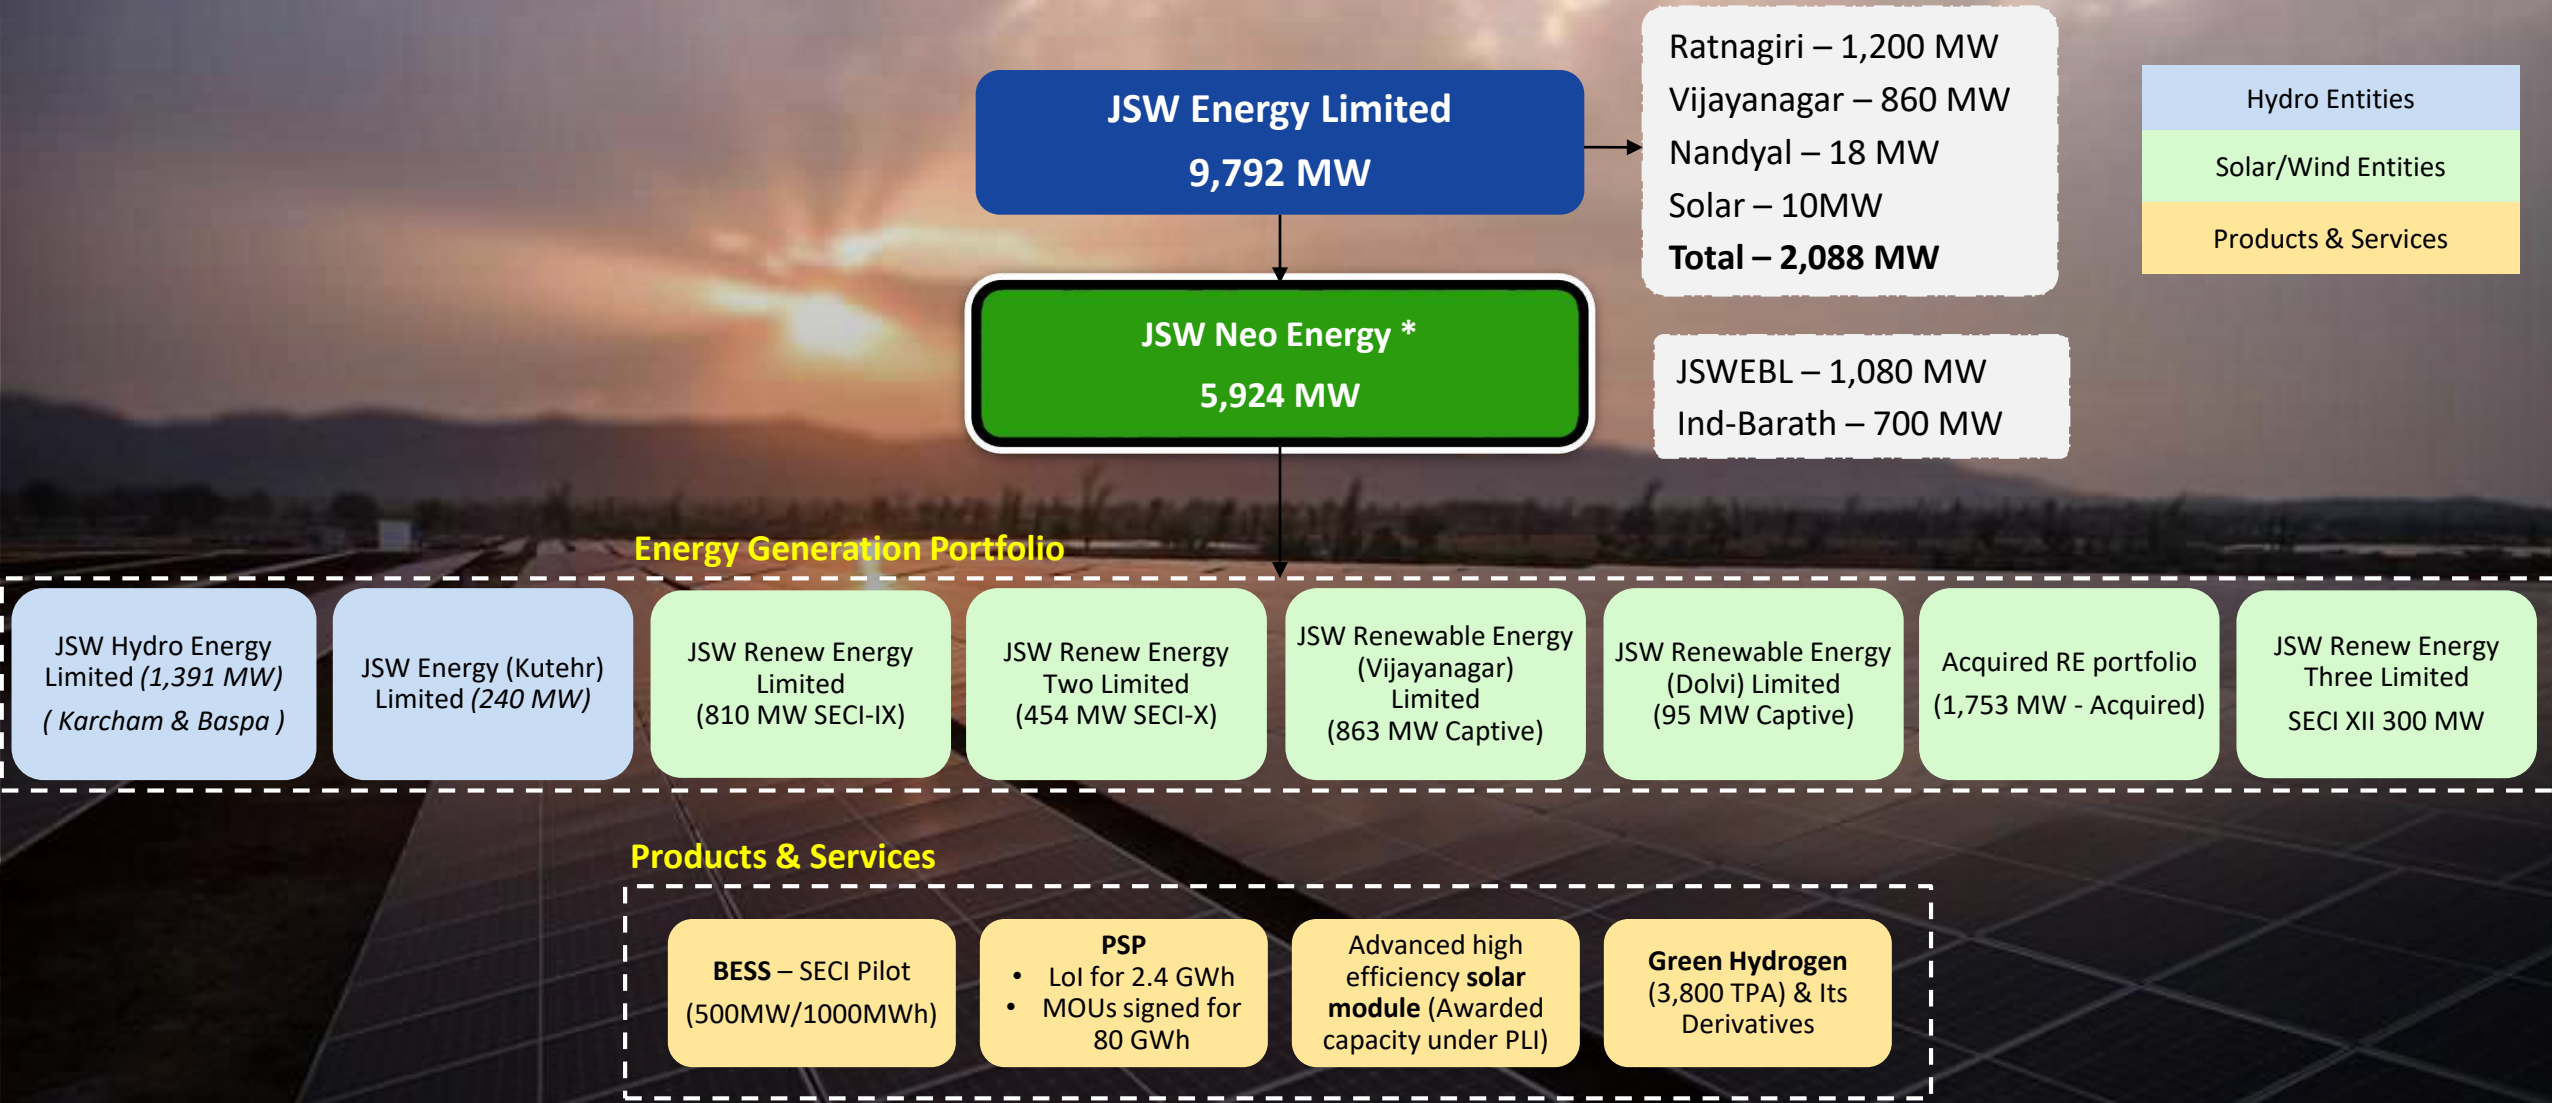 JSW Energy Limited
9,792 MW
Ratnagiri – 1,200 MW
Vijayanagar – 860 MW
Nandyal – 18 MW
Solar – 10MW
Total – 2,088 MW
Hydro Entities
Solar/Wind Entities
Products & Services
JSW Neo Energy *
5,924 MW
JSWEBL – 1,080 MW
Ind-Barath – 700 MW
Energy Generation Portfolio
JSW Hydro Energy
Limited (1,391 MW)
( Karcham & Baspa )
JSW Energy (Kutehr)
Limited (240 MW)
JSW Renew Energy
Limited
(810 MW SECI-IX)
JSW Renew Energy
Two Limited
(454 MW SECI-X)
JSW Renewable Energy
(Vijayanagar)
Limited
(863 MW Captive)
JSW Renewable Energy
(Dolvi) Limited
(95 MW Captive)
Acquired RE portfolio
(1,753 MW - Acquired)
JSW Renew Energy
Three Limited
SECI XII 300 MW
Products & Services
BESS – SECI Pilot
(500MW/1000MWh)
PSP
• LoI for 2.4 GWh
• MOUs signed for
80 GWh
Advanced high
efficiency solar
module (Awarded
capacity under PLI)
Green Hydrogen
(3,800 TPA) & Its
Derivatives